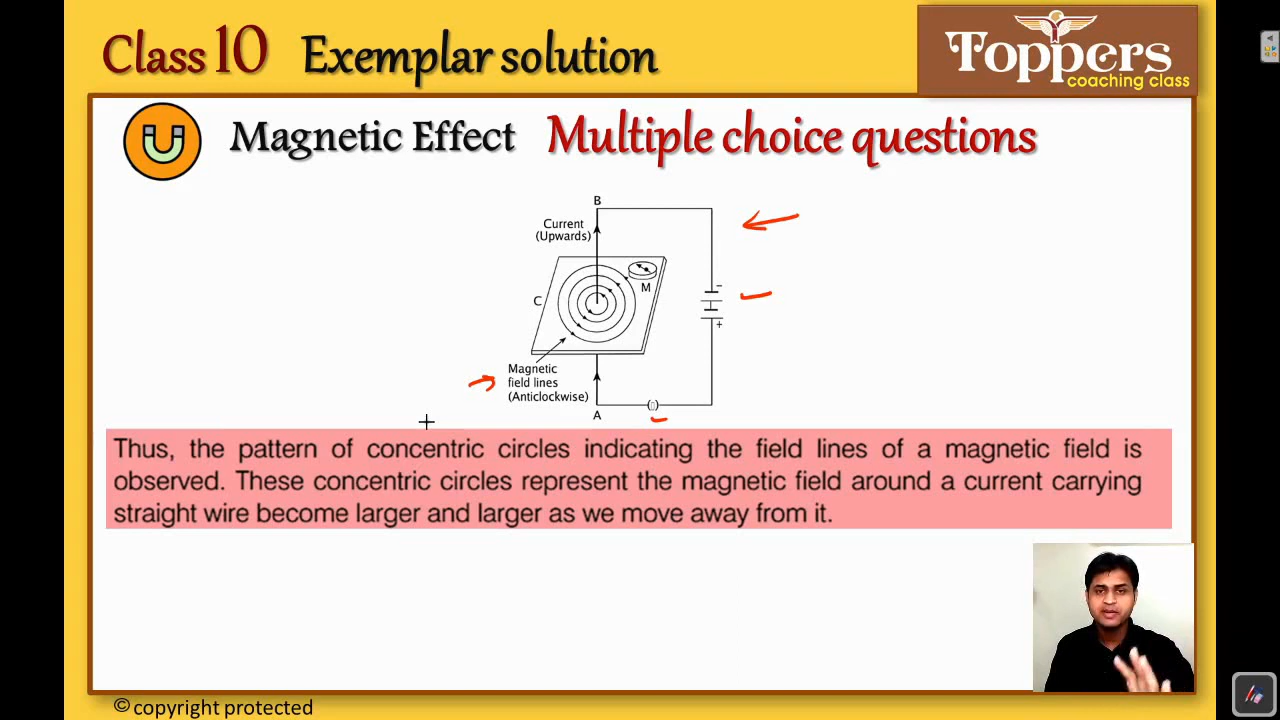 Class 10 Exemplar solution
Toppers
coaching class
Magnetic Effect Multiple choice questions
B
Current
(Upwards)
M
C
−
+
Magnetic
field lines
(Anticlockwise)
A
Thus, the pattern of concentric circles indicating the field lines of a magnetic field is
observed. These concentric circles represent the magnetic field around a current carrying
straight wire become larger and larger as we move away from it.
© copyright protected